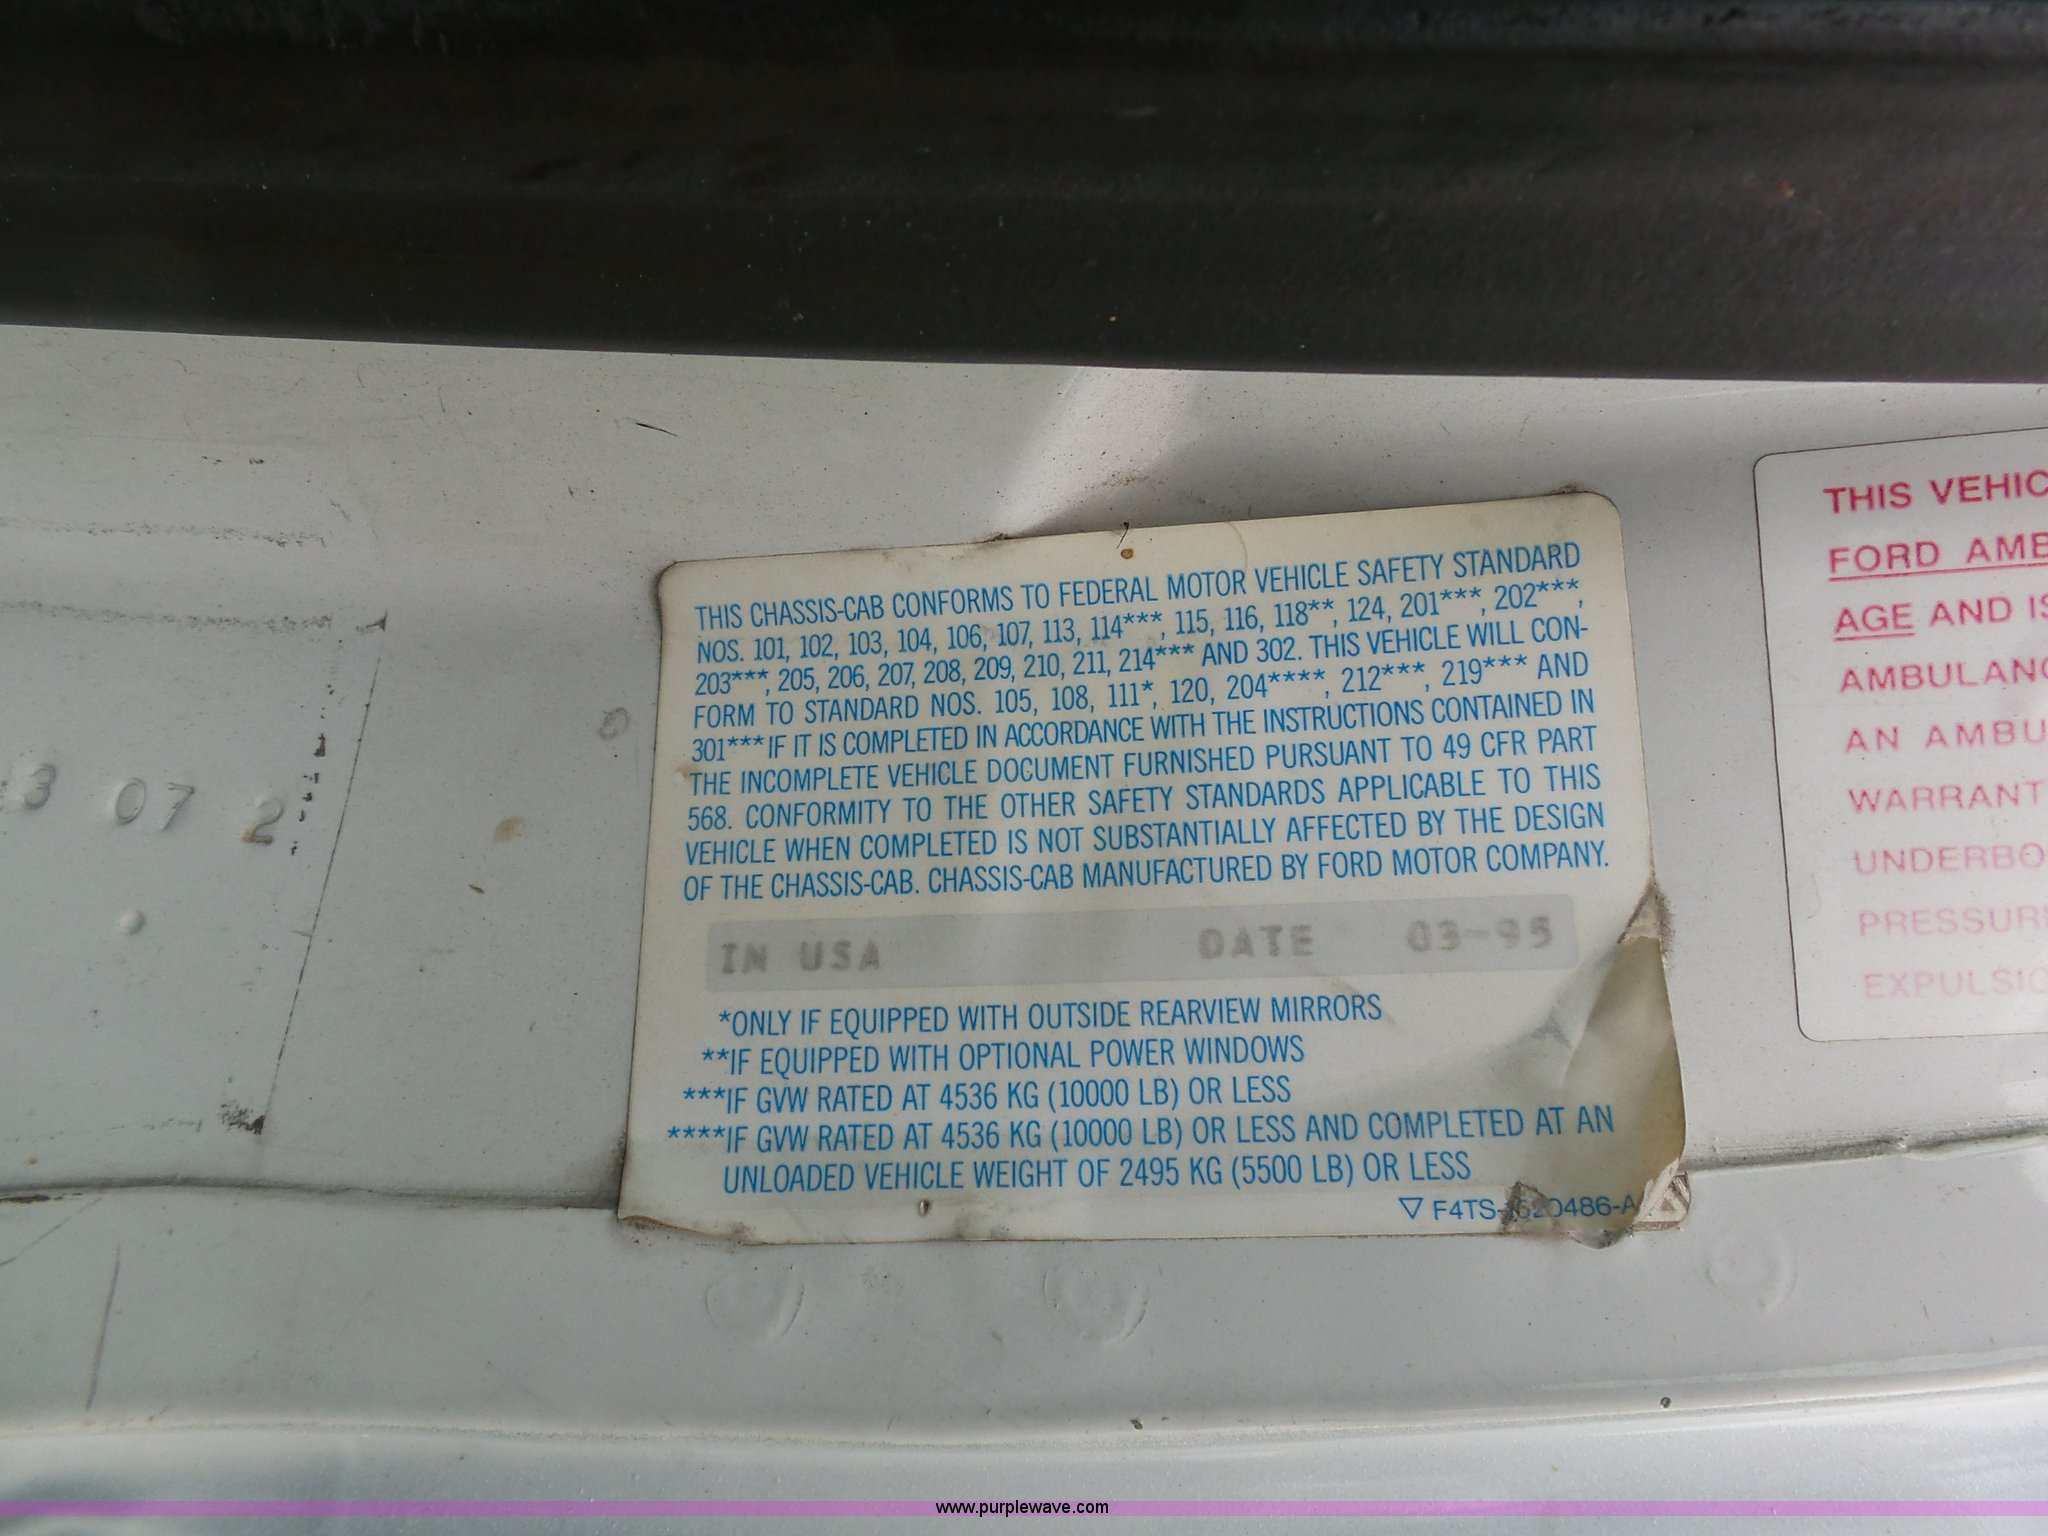 THIS CHASSIS-CAB CONFORMS TO FEDERAL MOTOR VEHICLE SAFETY STANDARD
NOS. 101, 102, 103, 104, 106, 107, 113, 114***, 115, 116, 118**, 124, 201***, 202***,
203***, 205, 206, 207, 208, 209, 210, 211, 214*** AND 302. THIS VEHICLE WILL CON-
FORM TO STANDARD NOS. 105, 108, 111*, 120, 204****, 212***, 219*** AND
301*** IF IT IS COMPLETED IN ACCORDANCE WITH THE INSTRUCTIONS CONTAINED IN
THE INCOMPLETE VEHICLE DOCUMENT FURNISHED PURSUANT TO 49 CFR PART
568. CONFORMITY TO THE OTHER SAFETY STANDARDS APPLICABLE TO THIS
VEHICLE WHEN COMPLETED IS NOT SUBSTANTIALLY AFFECTED BY THE DESIGN
OF THE CHASSIS-CAB. CHASSIS-CAB MANUFACTURED BY FORD MOTOR COMPANY.
IN USA DATE 03-95
*ONLY IF EQUIPPED WITH OUTSIDE REARVIEW MIRRORS
**IF EQUIPPED WITH OPTIONAL POWER WINDOWS
***IF GVW RATED AT 4536 KG (10000 LB) OR LESS
****IF GVW RATED AT 4536 KG (10000 LB) OR LESS AND COMPLETED AT AN
UNLOADED VEHICLE WEIGHT OF 2495 KG (5500 LB) OR LESS
▽ F4TS-1520486-A
THIS VEHIC
FORD AMB
AGE AND IS
AMBULANC
AN AMBU
WARRANT
UNDERBO
PRESSUR
EXPULSIO
3 07 2
www.purplewave.com